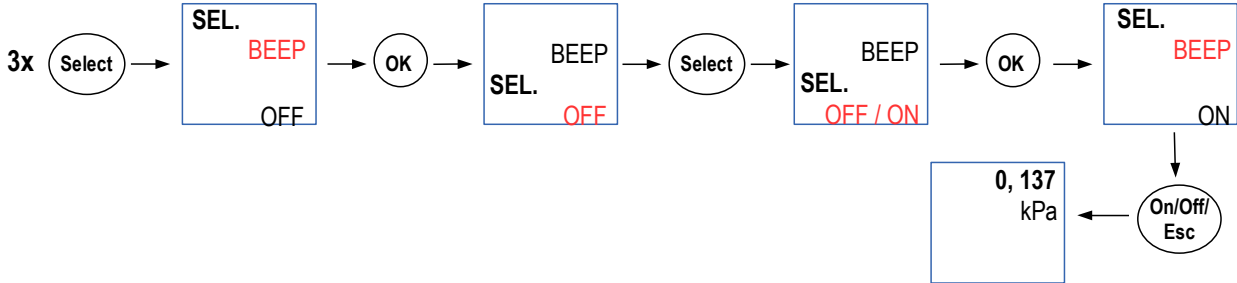 3x
Select
SEL.
BEEP
OFF
OK
BEEP
SEL.
OFF
Select
BEEP
SEL.
OFF / ON
OK
SEL.
BEEP
ON
On/Off/
Esc
0, 137
kPa